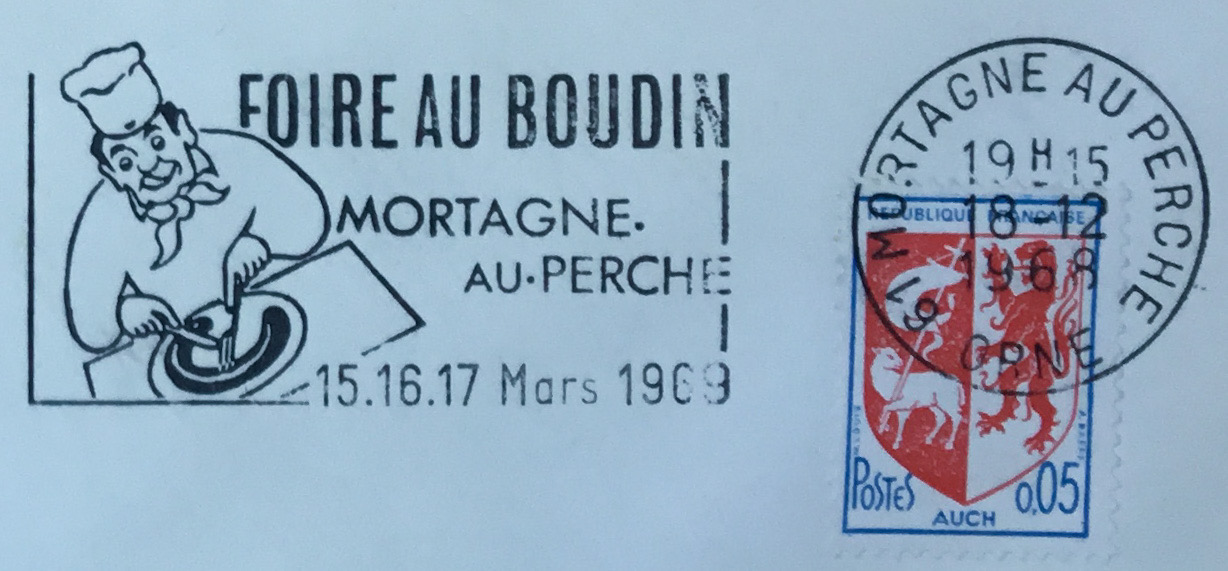 FOIRE AU BOUDIN
MORTAGNE.
AU.PERCHE
15.16.17 Mars 1969
MORTAGNE AU PERCHE
19 H 15
18-12
1968
61 ORNE
REPUBLIQUE FRANÇAISE
POSTES 0,05
AUCH